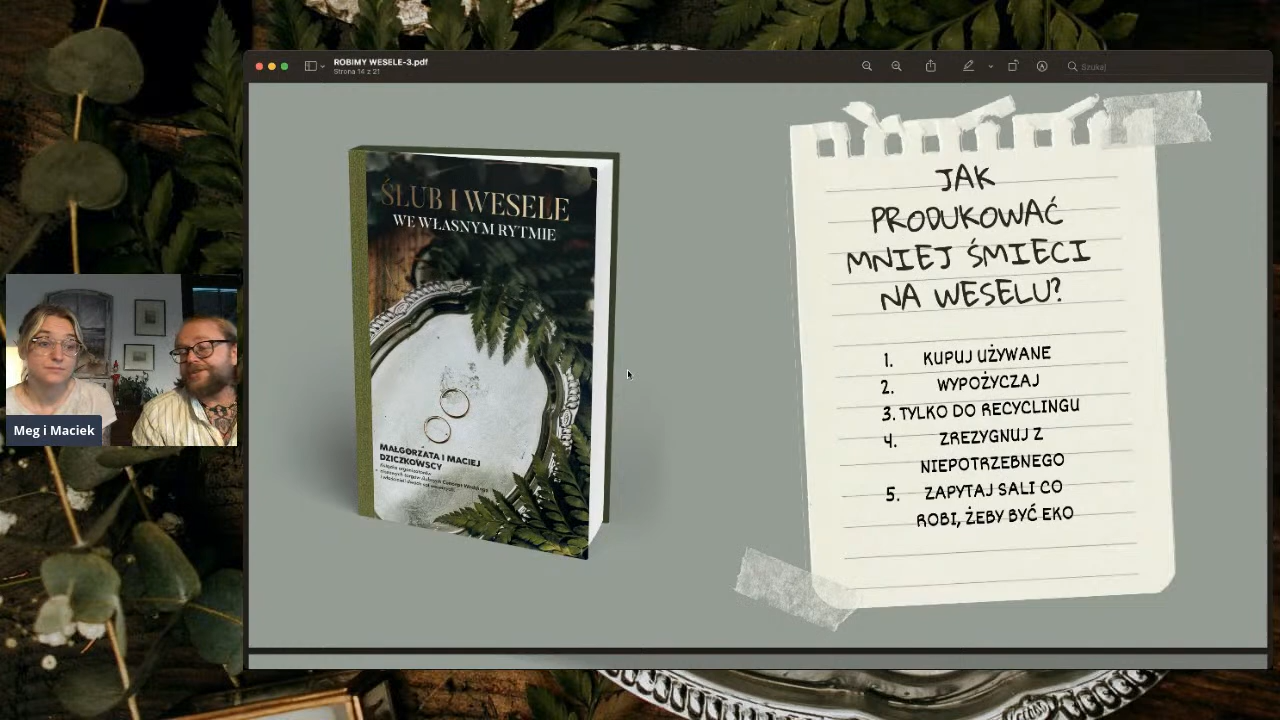 ROBIMY WESELE-3.pdf
Strona 14 z 21
Szukaj
ŚLUB I WESELE
WE WŁASNYM RYTMIE
MAŁGORZATA I MACIEJ
DZICZKOWSCY
JAK
PRODUKOWAĆ
MNIEJ ŚMIECI
NA WESELU?
1. KUPUJ UŻYWANE
2. WYPOŻYCZAJ
3. TYLKO DO RECYCLINGU
4. ZREZYGNUJ Z
NIEPOTRZEBNEGO
5. ZAPYTAJ SALI CO
ROBI, ŻEBY BYĆ EKO
Meg i Maciek